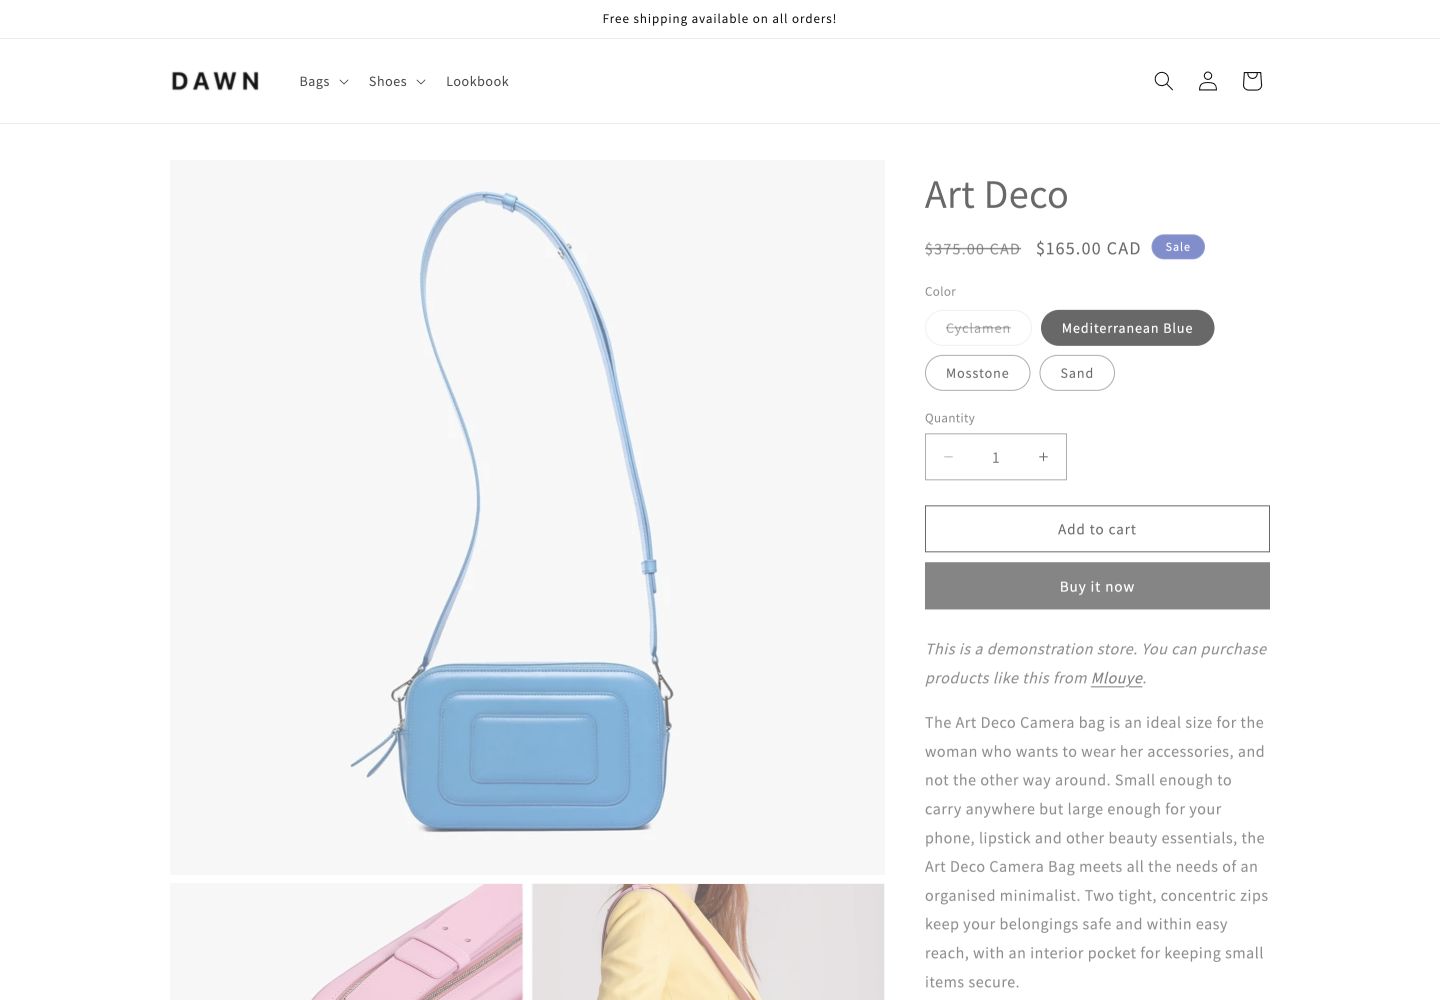 Free shipping available on all orders!
DAWN
Bags
Shoes
Lookbook
Art Deco
$375.00 CAD $165.00 CAD Sale
Color
Cyclamen Mediterranean Blue
Mosstone Sand
Quantity
− 1 +
Add to cart
Buy it now
This is a demonstration store. You can purchase
products like this from Mlouye.
The Art Deco Camera bag is an ideal size for the
woman who wants to wear her accessories, and
not the other way around. Small enough to
carry anywhere but large enough for your
phone, lipstick and other beauty essentials, the
Art Deco Camera Bag meets all the needs of an
organised minimalist. Two tight, concentric zips
keep your belongings safe and within easy
reach, with an interior pocket for keeping small
items secure.